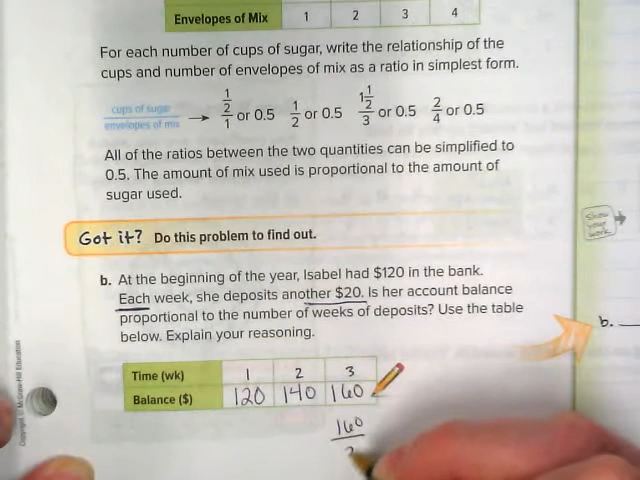 Envelopes of Mix 1 2 3 4
For each number of cups of sugar, write the relationship of the
cups and number of envelopes of mix as a ratio in simplest form.
cups of sugar / envelopes of mix → 1/2 / 1 or 0.5 1/2 or 0.5 1 1/2 / 3 or 0.5 2/4 or 0.5
All of the ratios between the two quantities can be simplified to
0.5. The amount of mix used is proportional to the amount of
sugar used.
Got it? Do this problem to find out.
Show your work.
b. At the beginning of the year, Isabel had $120 in the bank.
Each week, she deposits another $20. Is her account balance
proportional to the number of weeks of deposits? Use the table
below. Explain your reasoning.
b.
Time (wk) 1 2 3
Balance ($) 120 140 160
160
Copyright © McGraw-Hill Education